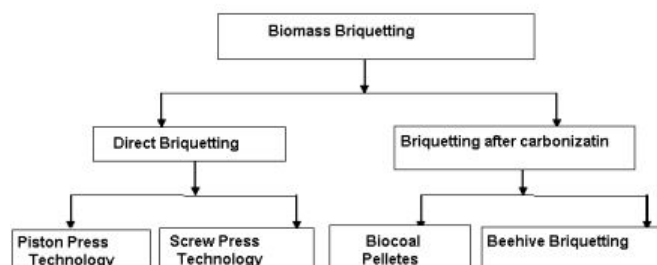 Biomass Briquetting
Direct Briquetting
Briquetting after carbonizatin
Piston Press
Technology
Screw Press
Technology
Biocoal
Pelletes
Beehive Briquetting